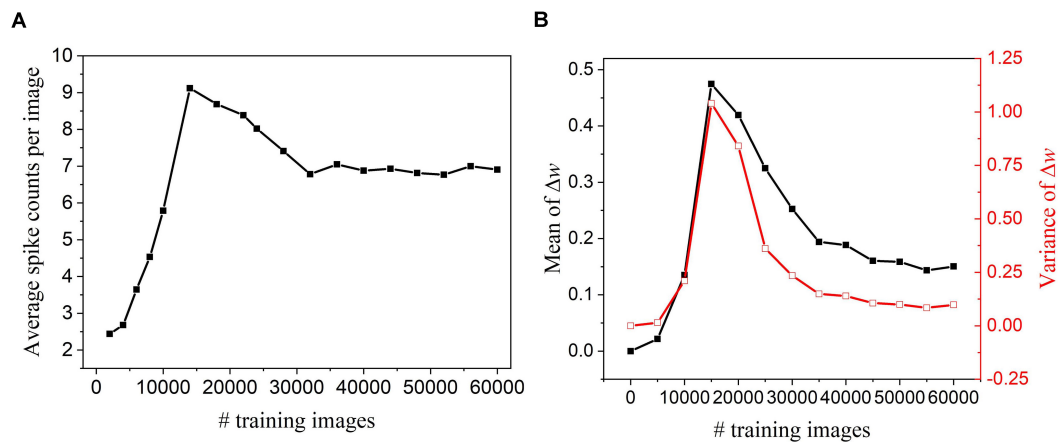 A
Average spike counts per image
10
9
8
7
6
5
4
3
2
0 10000 20000 30000 40000 50000 60000
# training images
B
Mean of Δw
0.5
0.4
0.3
0.2
0.1
0.0
0 10000 20000 30000 40000 50000 60000
# training images
1.25
1.00
0.75
0.50
0.25
0.00
-0.25
Variance of Δw